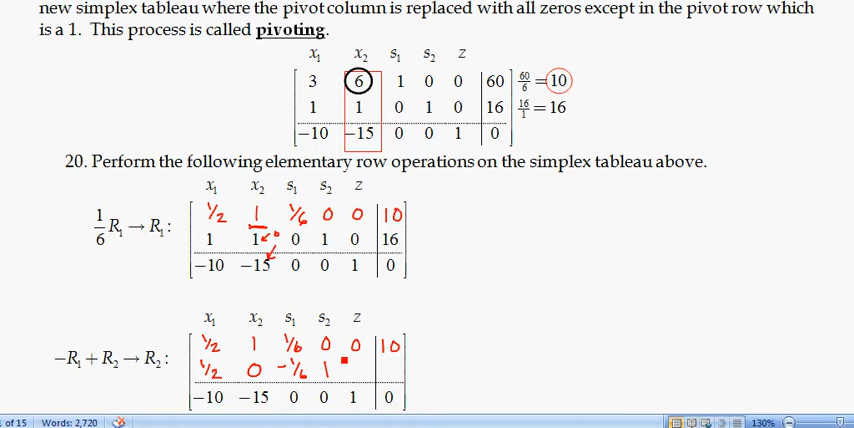 new simplex tableau where the pivot column is replaced with all zeros except in the pivot row which
is a 1. This process is called pivoting.
x₁ x₂ s₁ s₂ z
3 6 1 0 0 60 60/6 = 10
1 1 0 1 0 16 16/1 = 16
−10 −15 0 0 1 0
20. Perform the following elementary row operations on the simplex tableau above.
x₁ x₂ s₁ s₂ z
1/2 1 1/6 0 0 10
1/6 R₁ → R₁ : 1 1 0 0 1 0 16
−10 −15 0 0 1 0
x₁ x₂ s₁ s₂ z
1/2 1 1/6 0 0 10
−R₁ + R₂ → R₂ : 1/2 0 −1/6 1
−10 −15 0 0 1 0
1 of 15 Words: 2,720 130%